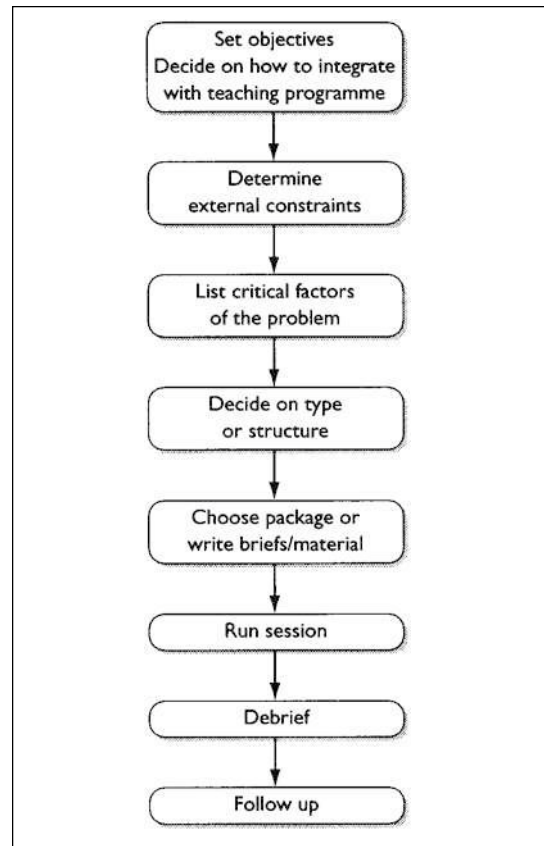 Set objectives
Decide on how to integrate
with teaching programme
Determine
external constraints
List critical factors
of the problem
Decide on type
or structure
Choose package or
write briefs/material
Run session
Debrief
Follow up